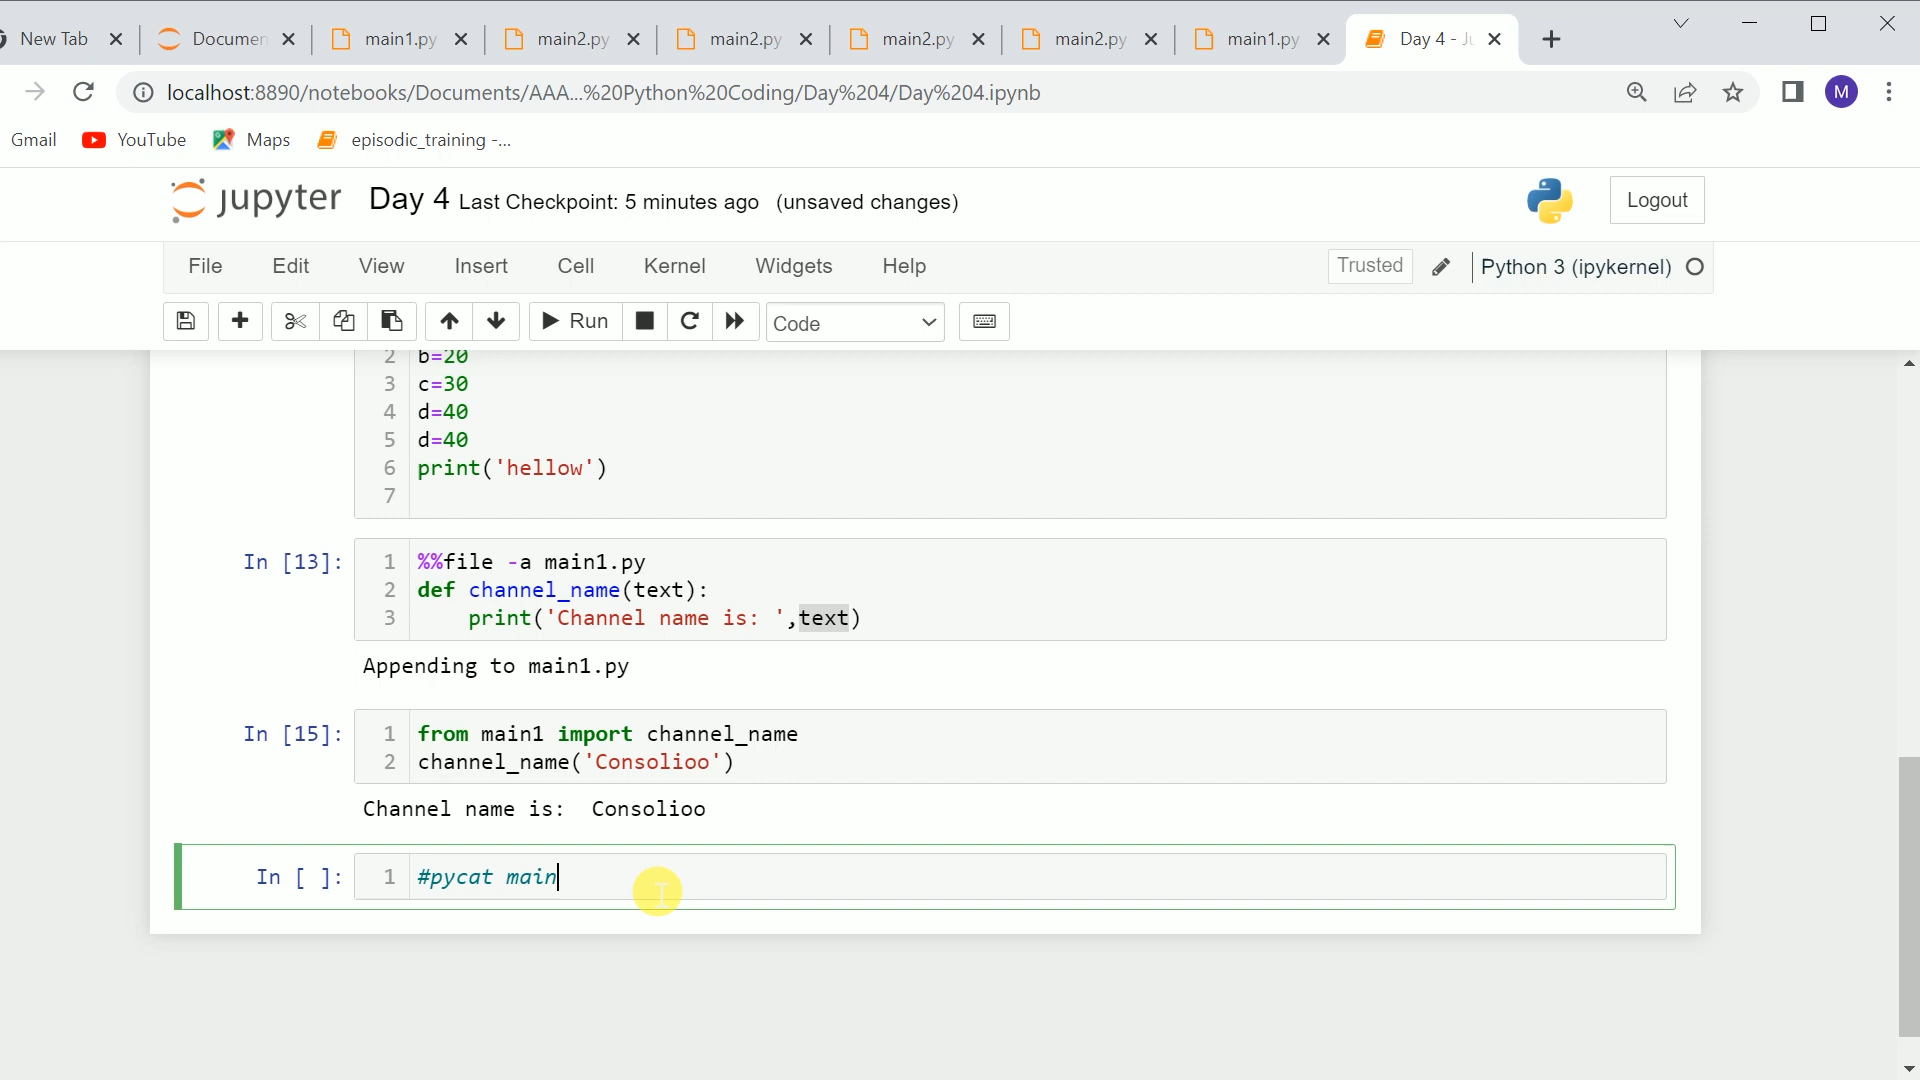 New Tab
Documen
main1.py
main2.py
main2.py
main2.py
main2.py
main1.py
Day 4 - Ju
localhost:8890/notebooks/Documents/AAA...%20Python%20Coding/Day%204/Day%204.ipynb
M
Gmail
YouTube
Maps
episodic_training -...
jupyter
Day 4 Last Checkpoint: 5 minutes ago (unsaved changes)
Logout
File Edit View Insert Cell Kernel Widgets Help
Trusted
Python 3 (ipykernel)
Run
Code
2 b=20
3 c=30
4 d=40
5 d=40
6 print('hellow')
7
In [13]:
1 %%file -a main1.py
2 def channel_name(text):
3 print('Channel name is: ',text)
Appending to main1.py
In [15]:
1 from main1 import channel_name
2 channel_name('Consolioo')
Channel name is:  Consolioo
In [ ]:
1 #pycat main